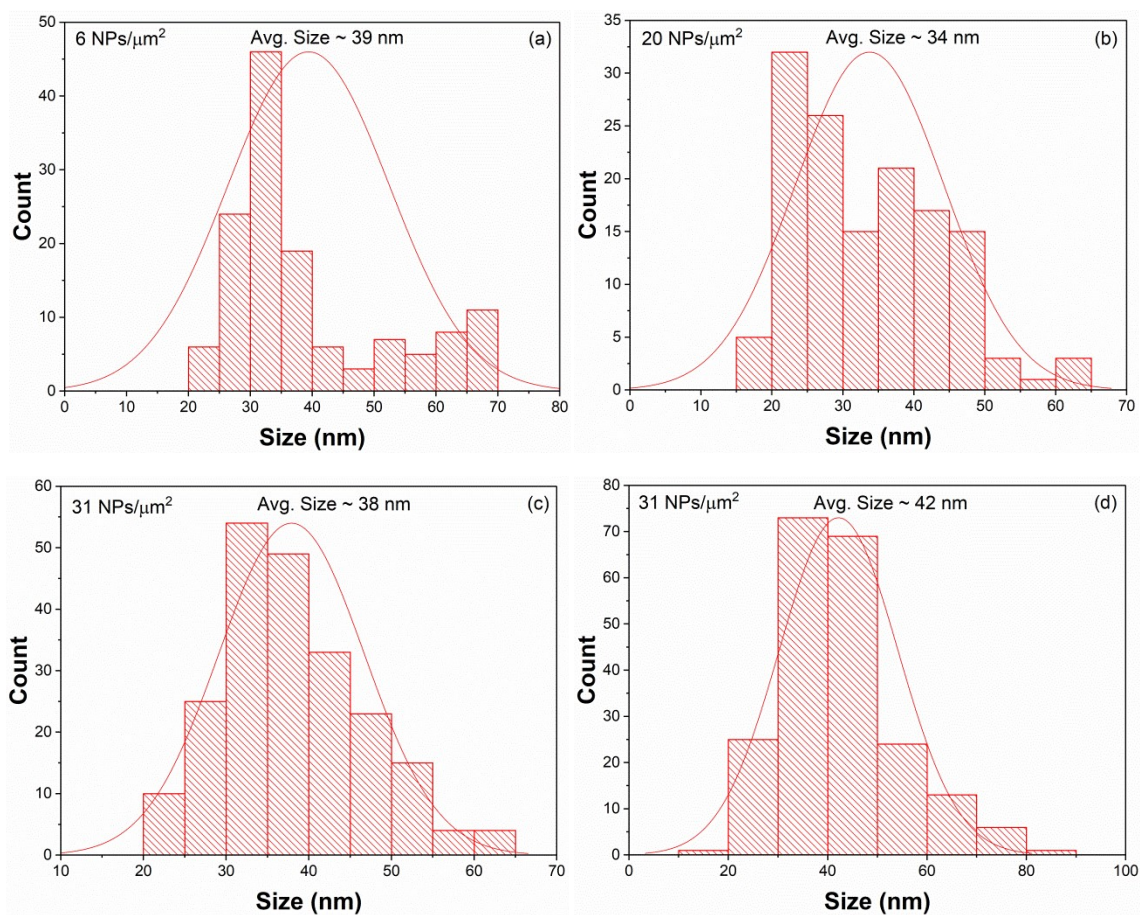 6 NPs/μm²
Avg. Size ~ 39 nm
(a)
50
40
30
20
10
0
Count
0 10 20 30 40 50 60 70 80
Size (nm)
20 NPs/μm²
Avg. Size ~ 34 nm
(b)
35
30
25
20
15
10
5
0
Count
0 10 20 30 40 50 60 70
Size (nm)
31 NPs/μm²
Avg. Size ~ 38 nm
(c)
60
50
40
30
20
10
0
Count
10 20 30 40 50 60 70
Size (nm)
31 NPs/μm²
Avg. Size ~ 42 nm
(d)
80
70
60
50
40
30
20
10
0
Count
0 20 40 60 80 100
Size (nm)